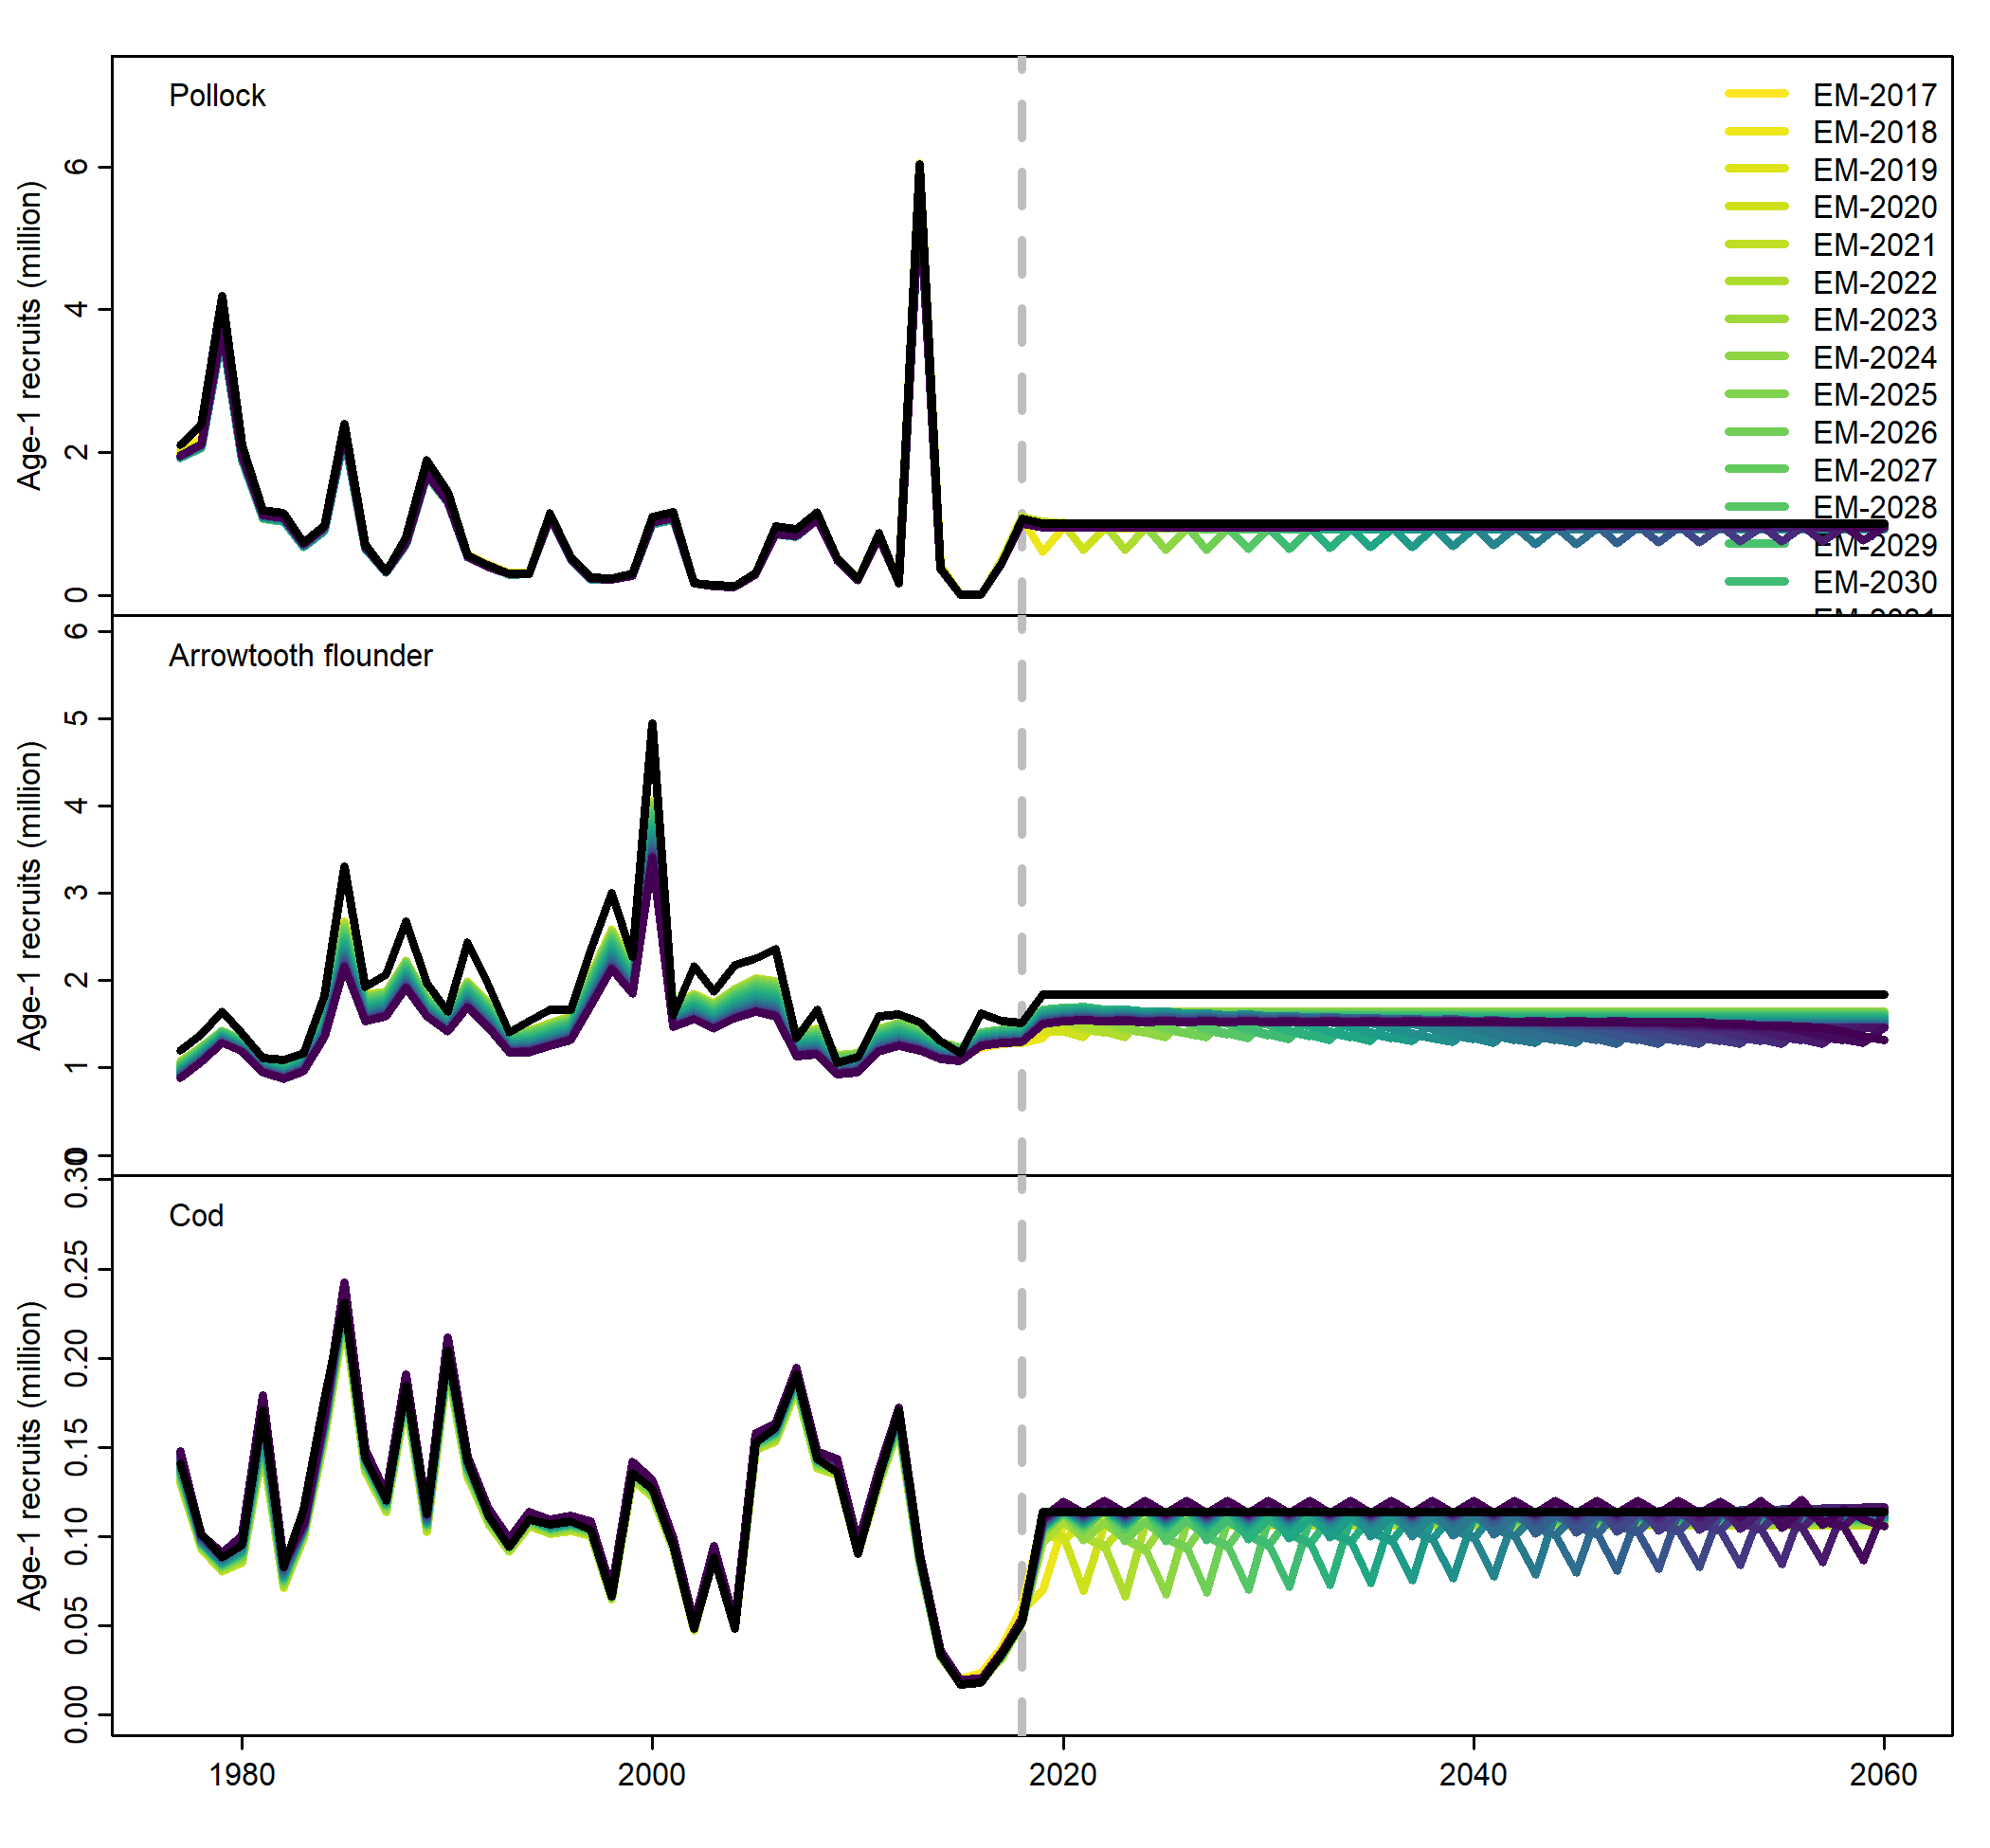 Pollock
EM-2017
EM-2018
EM-2019
EM-2020
EM-2021
EM-2022
EM-2023
EM-2024
EM-2025
EM-2026
EM-2027
EM-2028
EM-2029
EM-2030
Age-1 recruits (million)
6
4
2
0
Arrowtooth flounder
Age-1 recruits (million)
6
5
4
3
2
1
0
Cod
Age-1 recruits (million)
0.30
0.25
0.20
0.15
0.10
0.05
0.00
1980
2000
2020
2040
2060